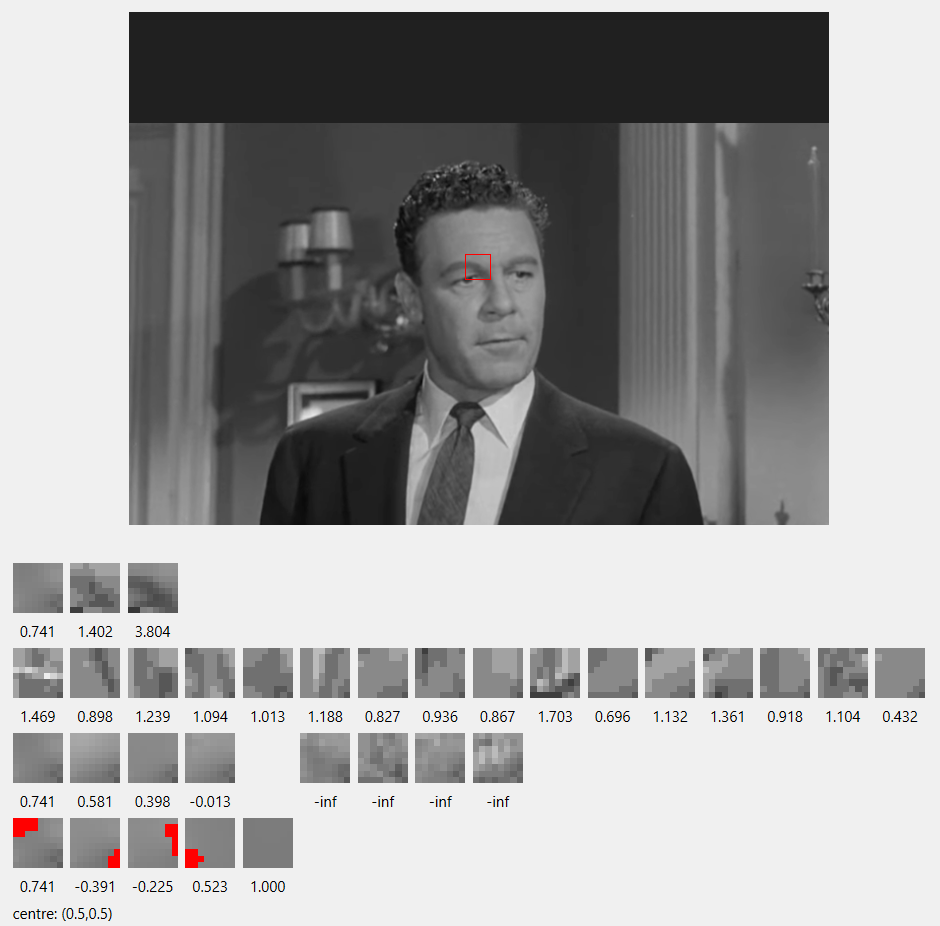 0.741 1.402 3.804
1.469 0.898 1.239 1.094 1.013 1.188 0.827 0.936 0.867 1.703 0.696 1.132 1.361 0.918 1.104 0.432
0.741 0.581 0.398 -0.013 -inf -inf -inf -inf
0.741 -0.391 -0.225 0.523 1.000
centre: (0.5,0.5)